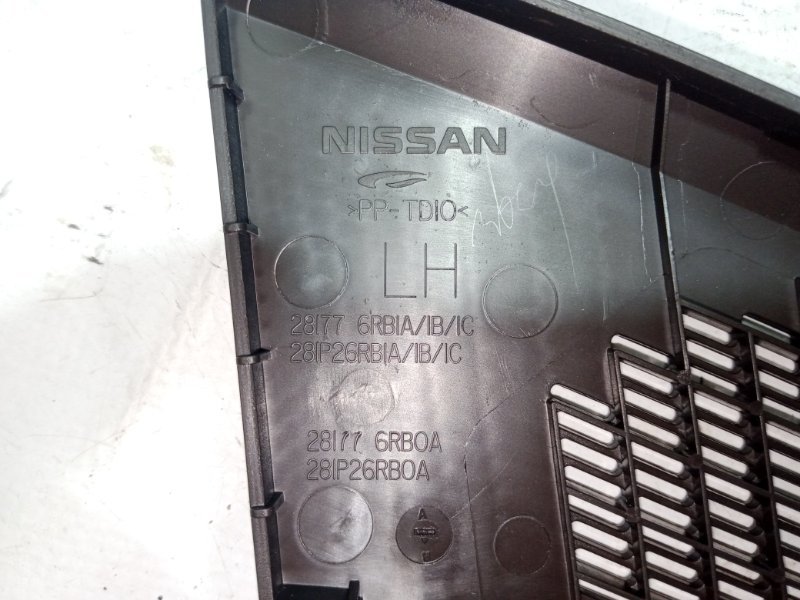 NISSAN
>PP-TD10<
LH
28177 6RB1A/1B/1C
281P26RB1A/1B/1C
28177 6RB0A
281P26RB0A
A